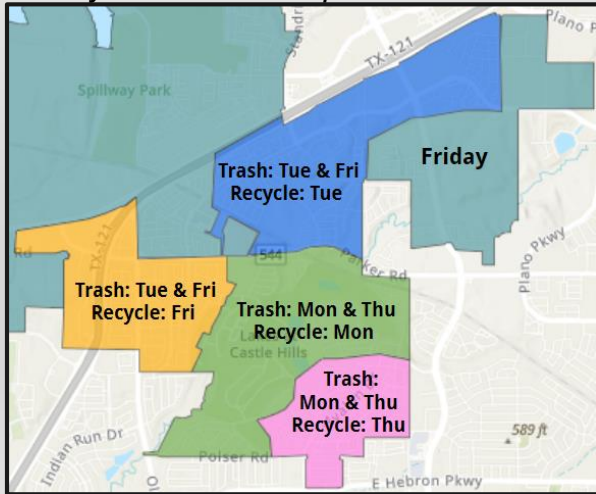 Standr
Plano P
TX-121
Spillway Park
Trash: Tue & Fri
Recycle: Tue
Friday
Rd
TX-121
544
Parker Rd
Plano Pkwy
Trash: Tue & Fri
Recycle: Fri
Trash: Mon & Thu
Recycle: Mon
Castle Hills
Trash:
Mon & Thu
Recycle: Thu
589 ft
Indian Run Dr
Ol
Polser Rd
E Hebron Pkwy